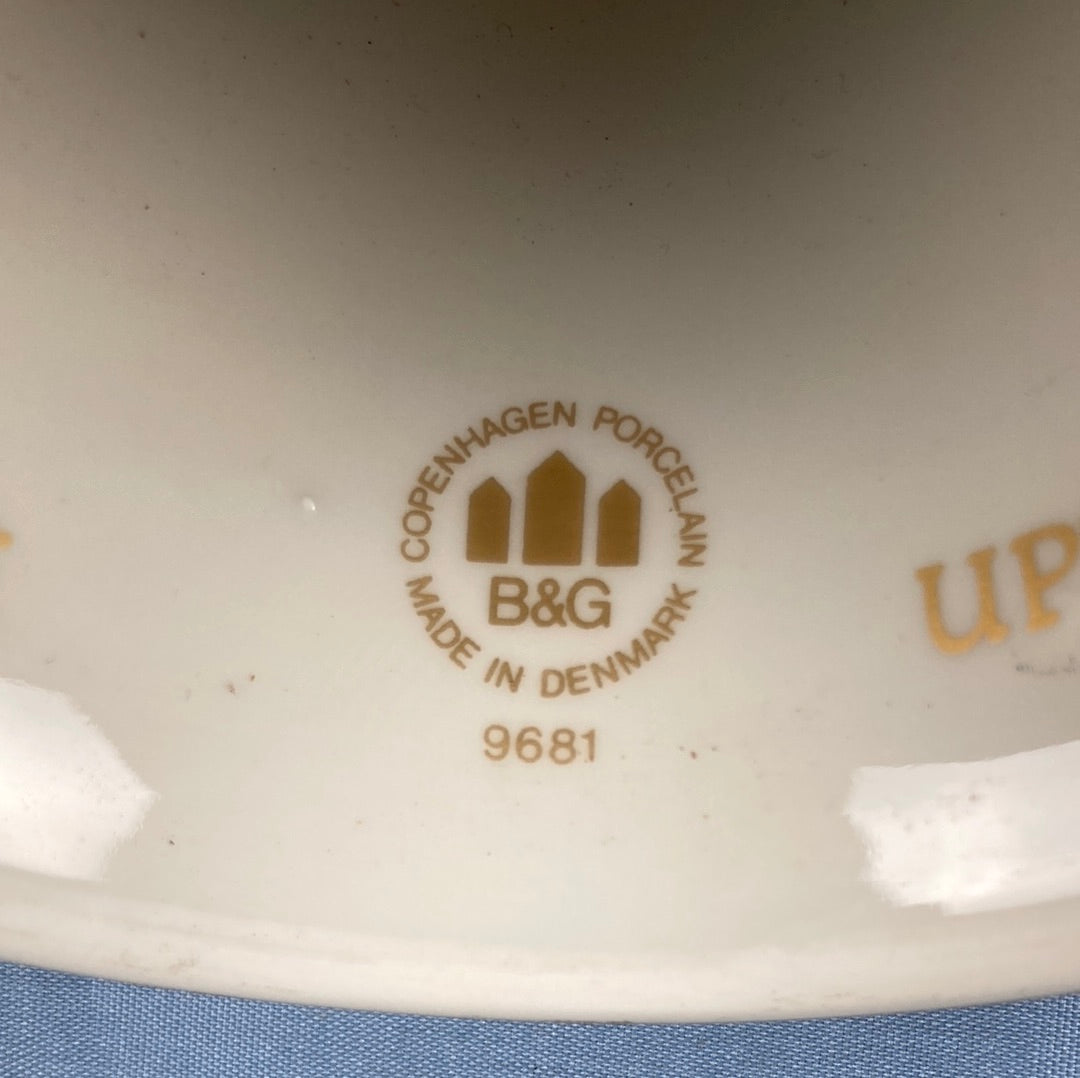 COPENHAGEN PORCELAIN
B&G
MADE IN DENMARK
9681
UP